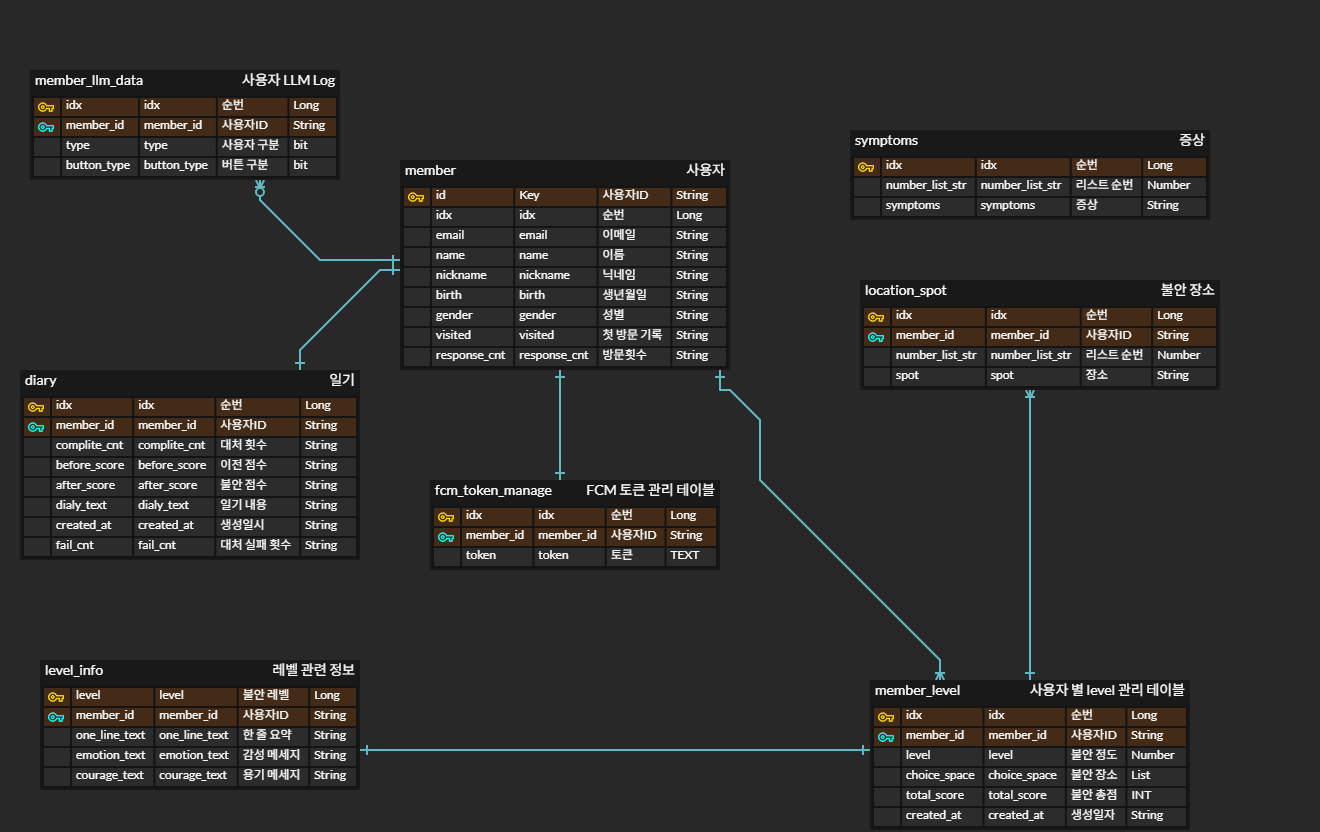 member_llm_data 사용자 LLM Log
idx idx 순번 Long
member_id member_id 사용자ID String
type type 사용자 구분 bit
button_type button_type 버튼 구분 bit
member 사용자
id Key 사용자ID String
idx idx 순번 Long
email email 이메일 String
name name 이름 String
nickname nickname 닉네임 String
birth birth 생년월일 String
gender gender 성별 String
visited visited 첫 방문 기록 String
response_cnt response_cnt 방문횟수 String
symptoms 증상
idx idx 순번 Long
number_list_str number_list_str 리스트 순번 Number
symptoms symptoms 증상 String
location_spot 불안 장소
idx idx 순번 Long
member_id member_id 사용자ID String
number_list_str number_list_str 리스트 순번 Number
spot spot 장소 String
diary 일기
idx idx 순번 Long
member_id member_id 사용자ID String
complite_cnt complite_cnt 대처 횟수 String
before_score before_score 이전 점수 String
after_score after_score 불안 점수 String
dialy_text dialy_text 일기 내용 String
created_at created_at 생성일시 String
fail_cnt fail_cnt 대처 실패 횟수 String
fcm_token_manage FCM 토큰 관리 테이블
idx idx 순번 Long
member_id member_id 사용자ID String
token token 토큰 TEXT
level_info 레벨 관련 정보
level level 불안 레벨 Long
member_id member_id 사용자ID String
one_line_text one_line_text 한 줄 요약 String
emotion_text emotion_text 감성 메세지 String
courage_text courage_text 용기 메세지 String
member_level 사용자 별 level 관리 테이블
idx idx 순번 Long
member_id member_id 사용자ID String
level level 불안 정도 Number
choice_space choice_space 불안 장소 List
total_score total_score 불안 총점 INT
created_at created_at 생성일자 String